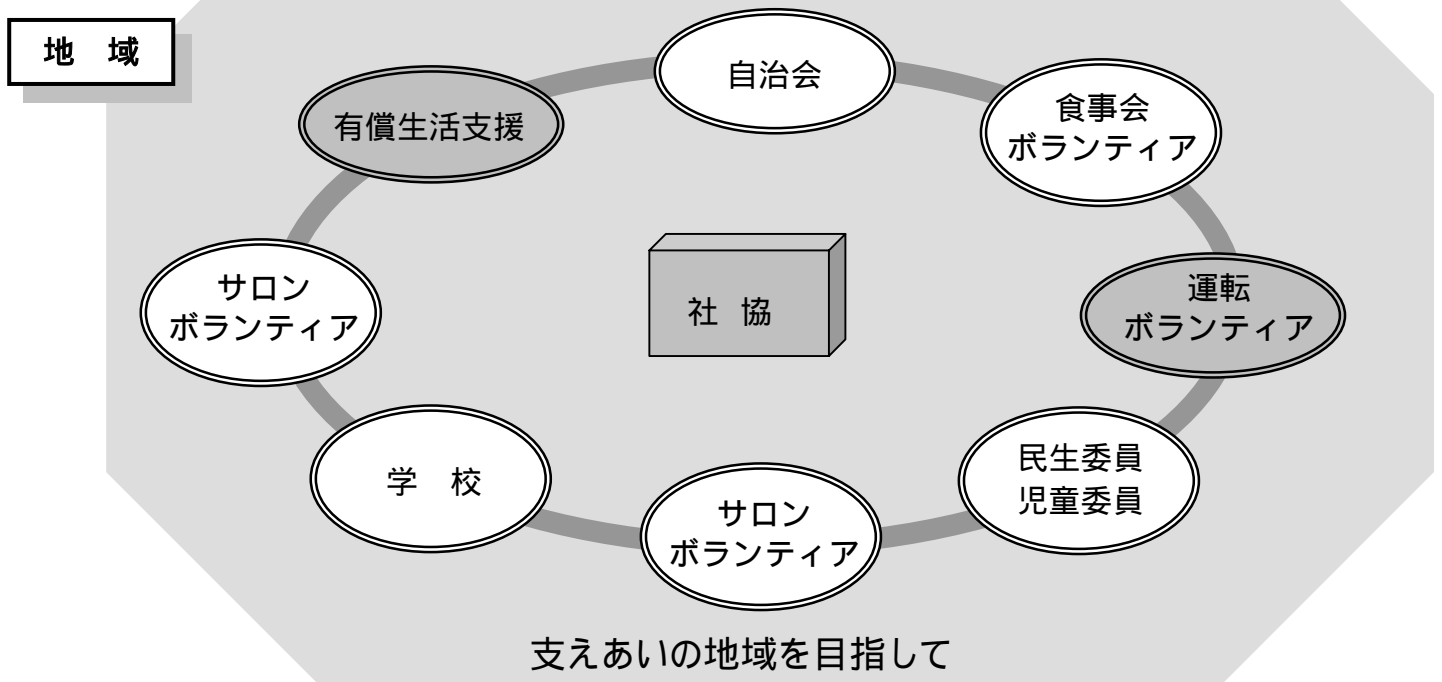 地　域
自治会
食事会
ボランティア
有償生活支援
サロン
ボランティア
社　協
運転
ボランティア
学　校
サロン
ボランティア
民生委員
児童委員
支えあいの地域を目指して